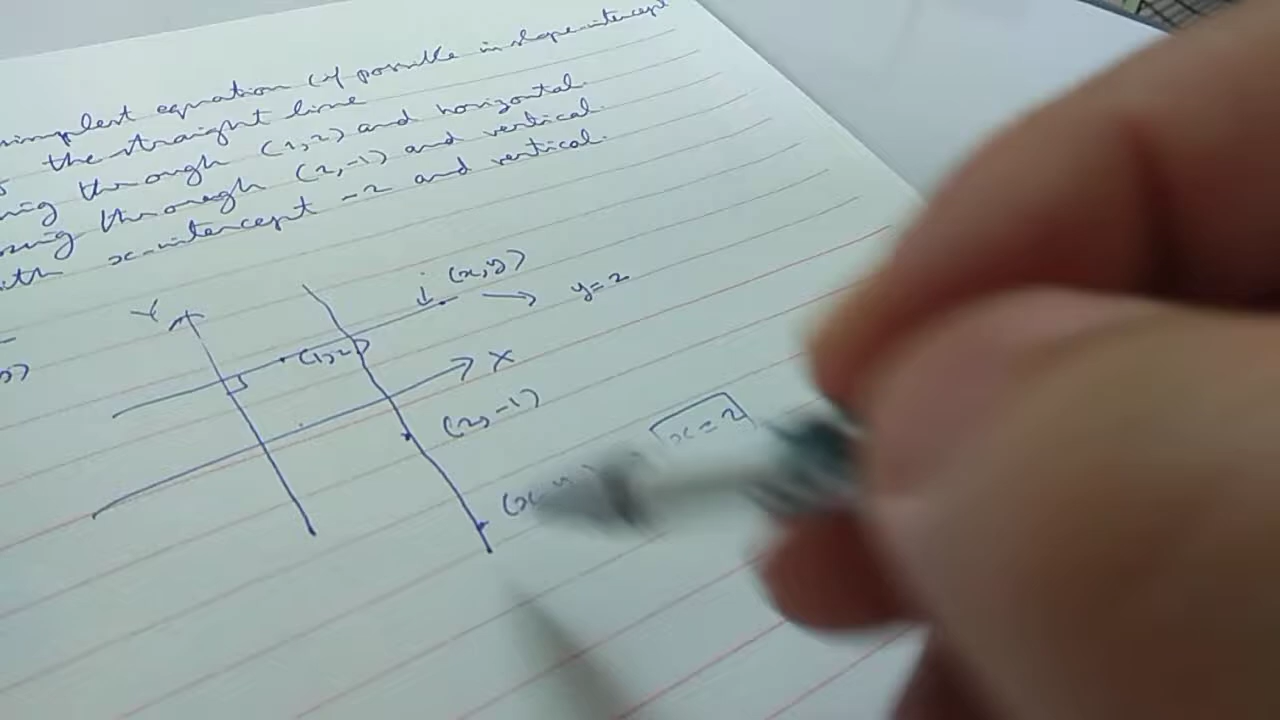 simplest equation (if possible in slope-intercept
the straight line
through (1,2) and horizontal.
through (2,-1) and vertical.
x-intercept -2 and vertical.
Y
(x,y)
y=2
(1,2)
X
(2,-1)
x=2